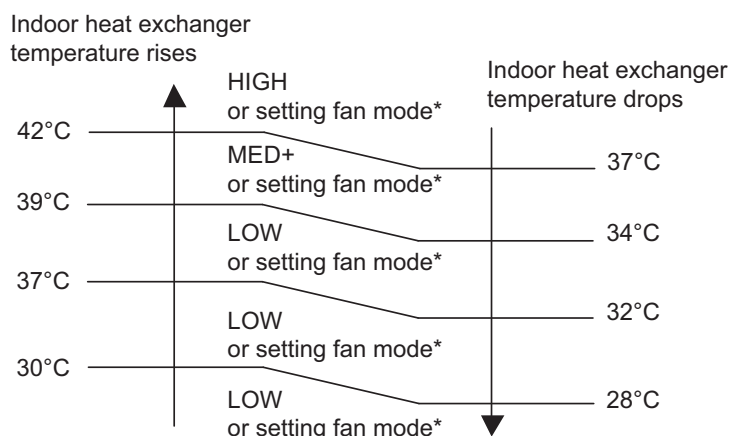 Indoor heat exchanger
temperature rises
Indoor heat exchanger
temperature drops
HIGH
or setting fan mode*
42°C
37°C
MED+
or setting fan mode*
39°C
34°C
LOW
or setting fan mode*
37°C
32°C
LOW
or setting fan mode*
30°C
28°C
LOW
or setting fan mode*